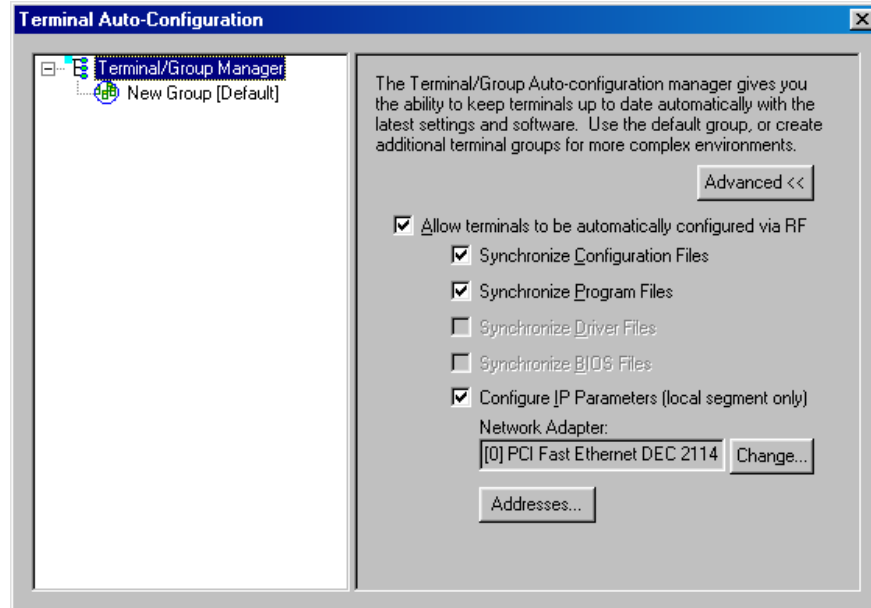 Terminal Auto-Configuration
Terminal/Group Manager
New Group [Default]
The Terminal/Group Auto-configuration manager gives you
the ability to keep terminals up to date automatically with the
latest settings and software. Use the default group, or create
additional terminal groups for more complex environments.
Advanced <<
Allow terminals to be automatically configured via RF
Synchronize Configuration Files
Synchronize Program Files
Synchronize Driver Files
Synchronize BIOS Files
Configure IP Parameters (local segment only)
Network Adapter:
[0] PCI Fast Ethernet DEC 2114
Change...
Addresses...